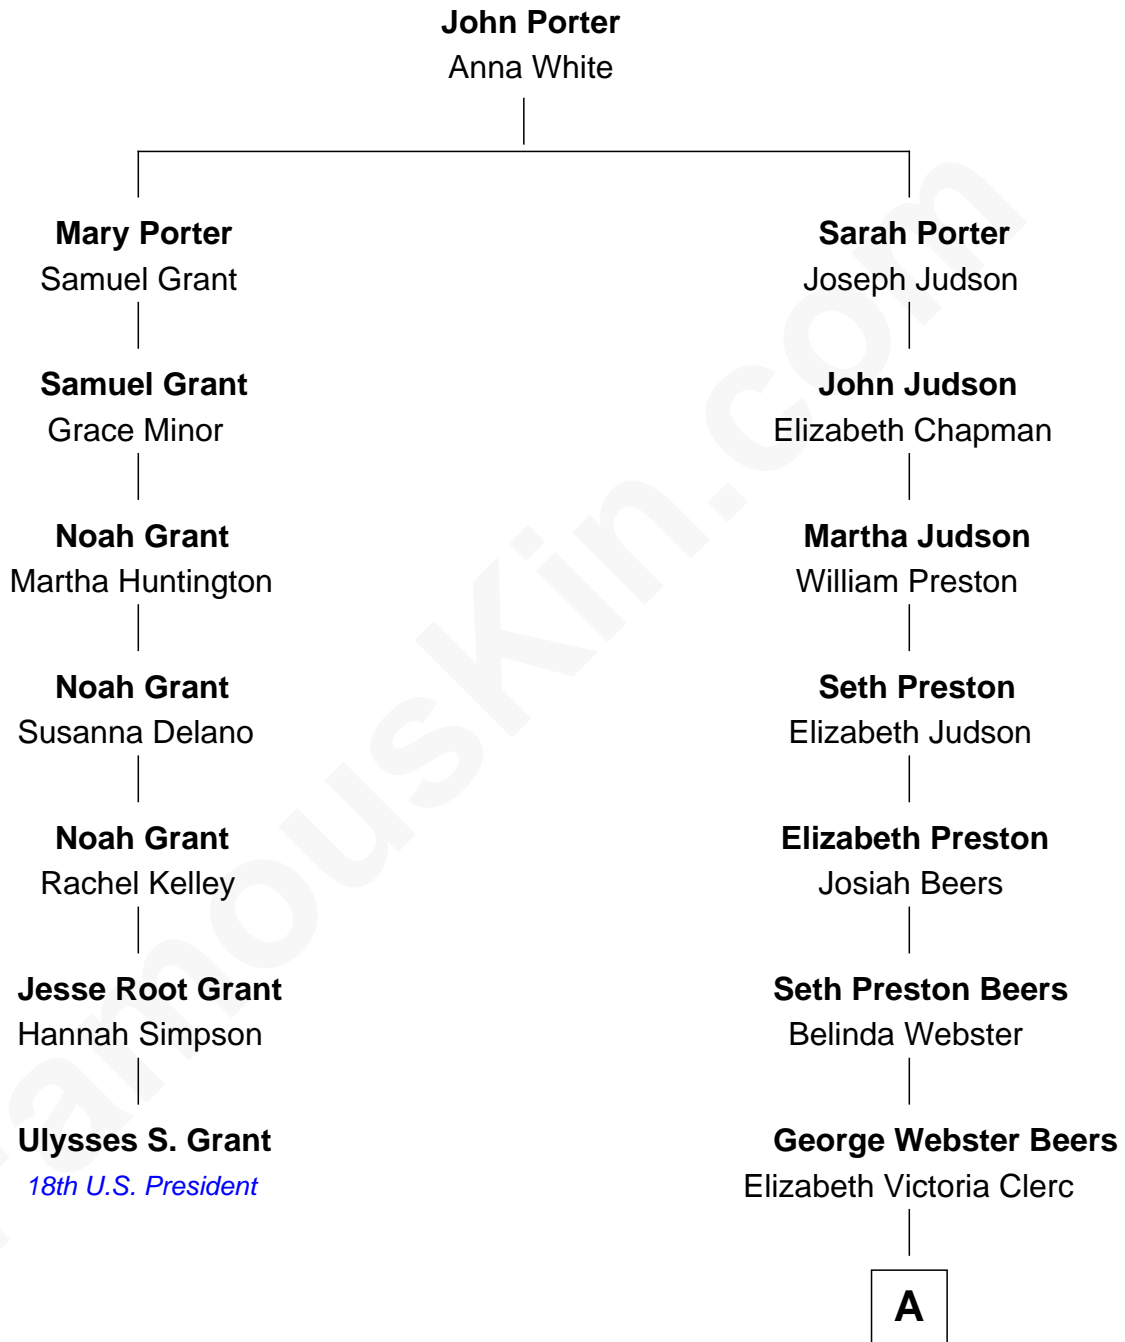 John Porter
Anna White
Mary Porter
Samuel Grant
Sarah Porter
Joseph Judson
Samuel Grant
Grace Minor
John Judson
Elizabeth Chapman
Noah Grant
Martha Huntington
Martha Judson
William Preston
Noah Grant
Susanna Delano
Seth Preston
Elizabeth Judson
Noah Grant
Rachel Kelley
Elizabeth Preston
Josiah Beers
Jesse Root Grant
Hannah Simpson
Seth Preston Beers
Belinda Webster
Ulysses S. Grant
18th U.S. President
George Webster Beers
Elizabeth Victoria Clerc
A
FamousKin.com